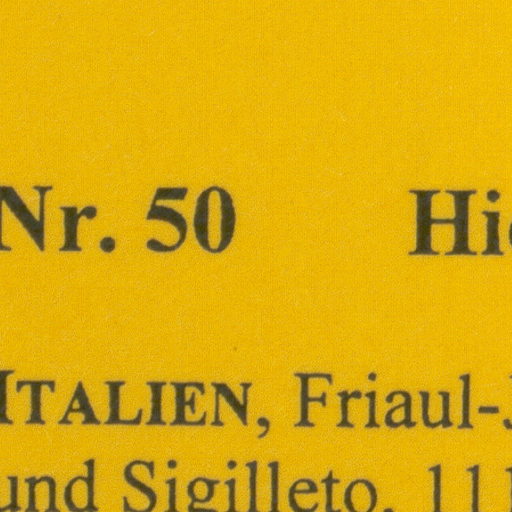 Nr. 50
ITALIEN, Friaul-
und Sigilleto,